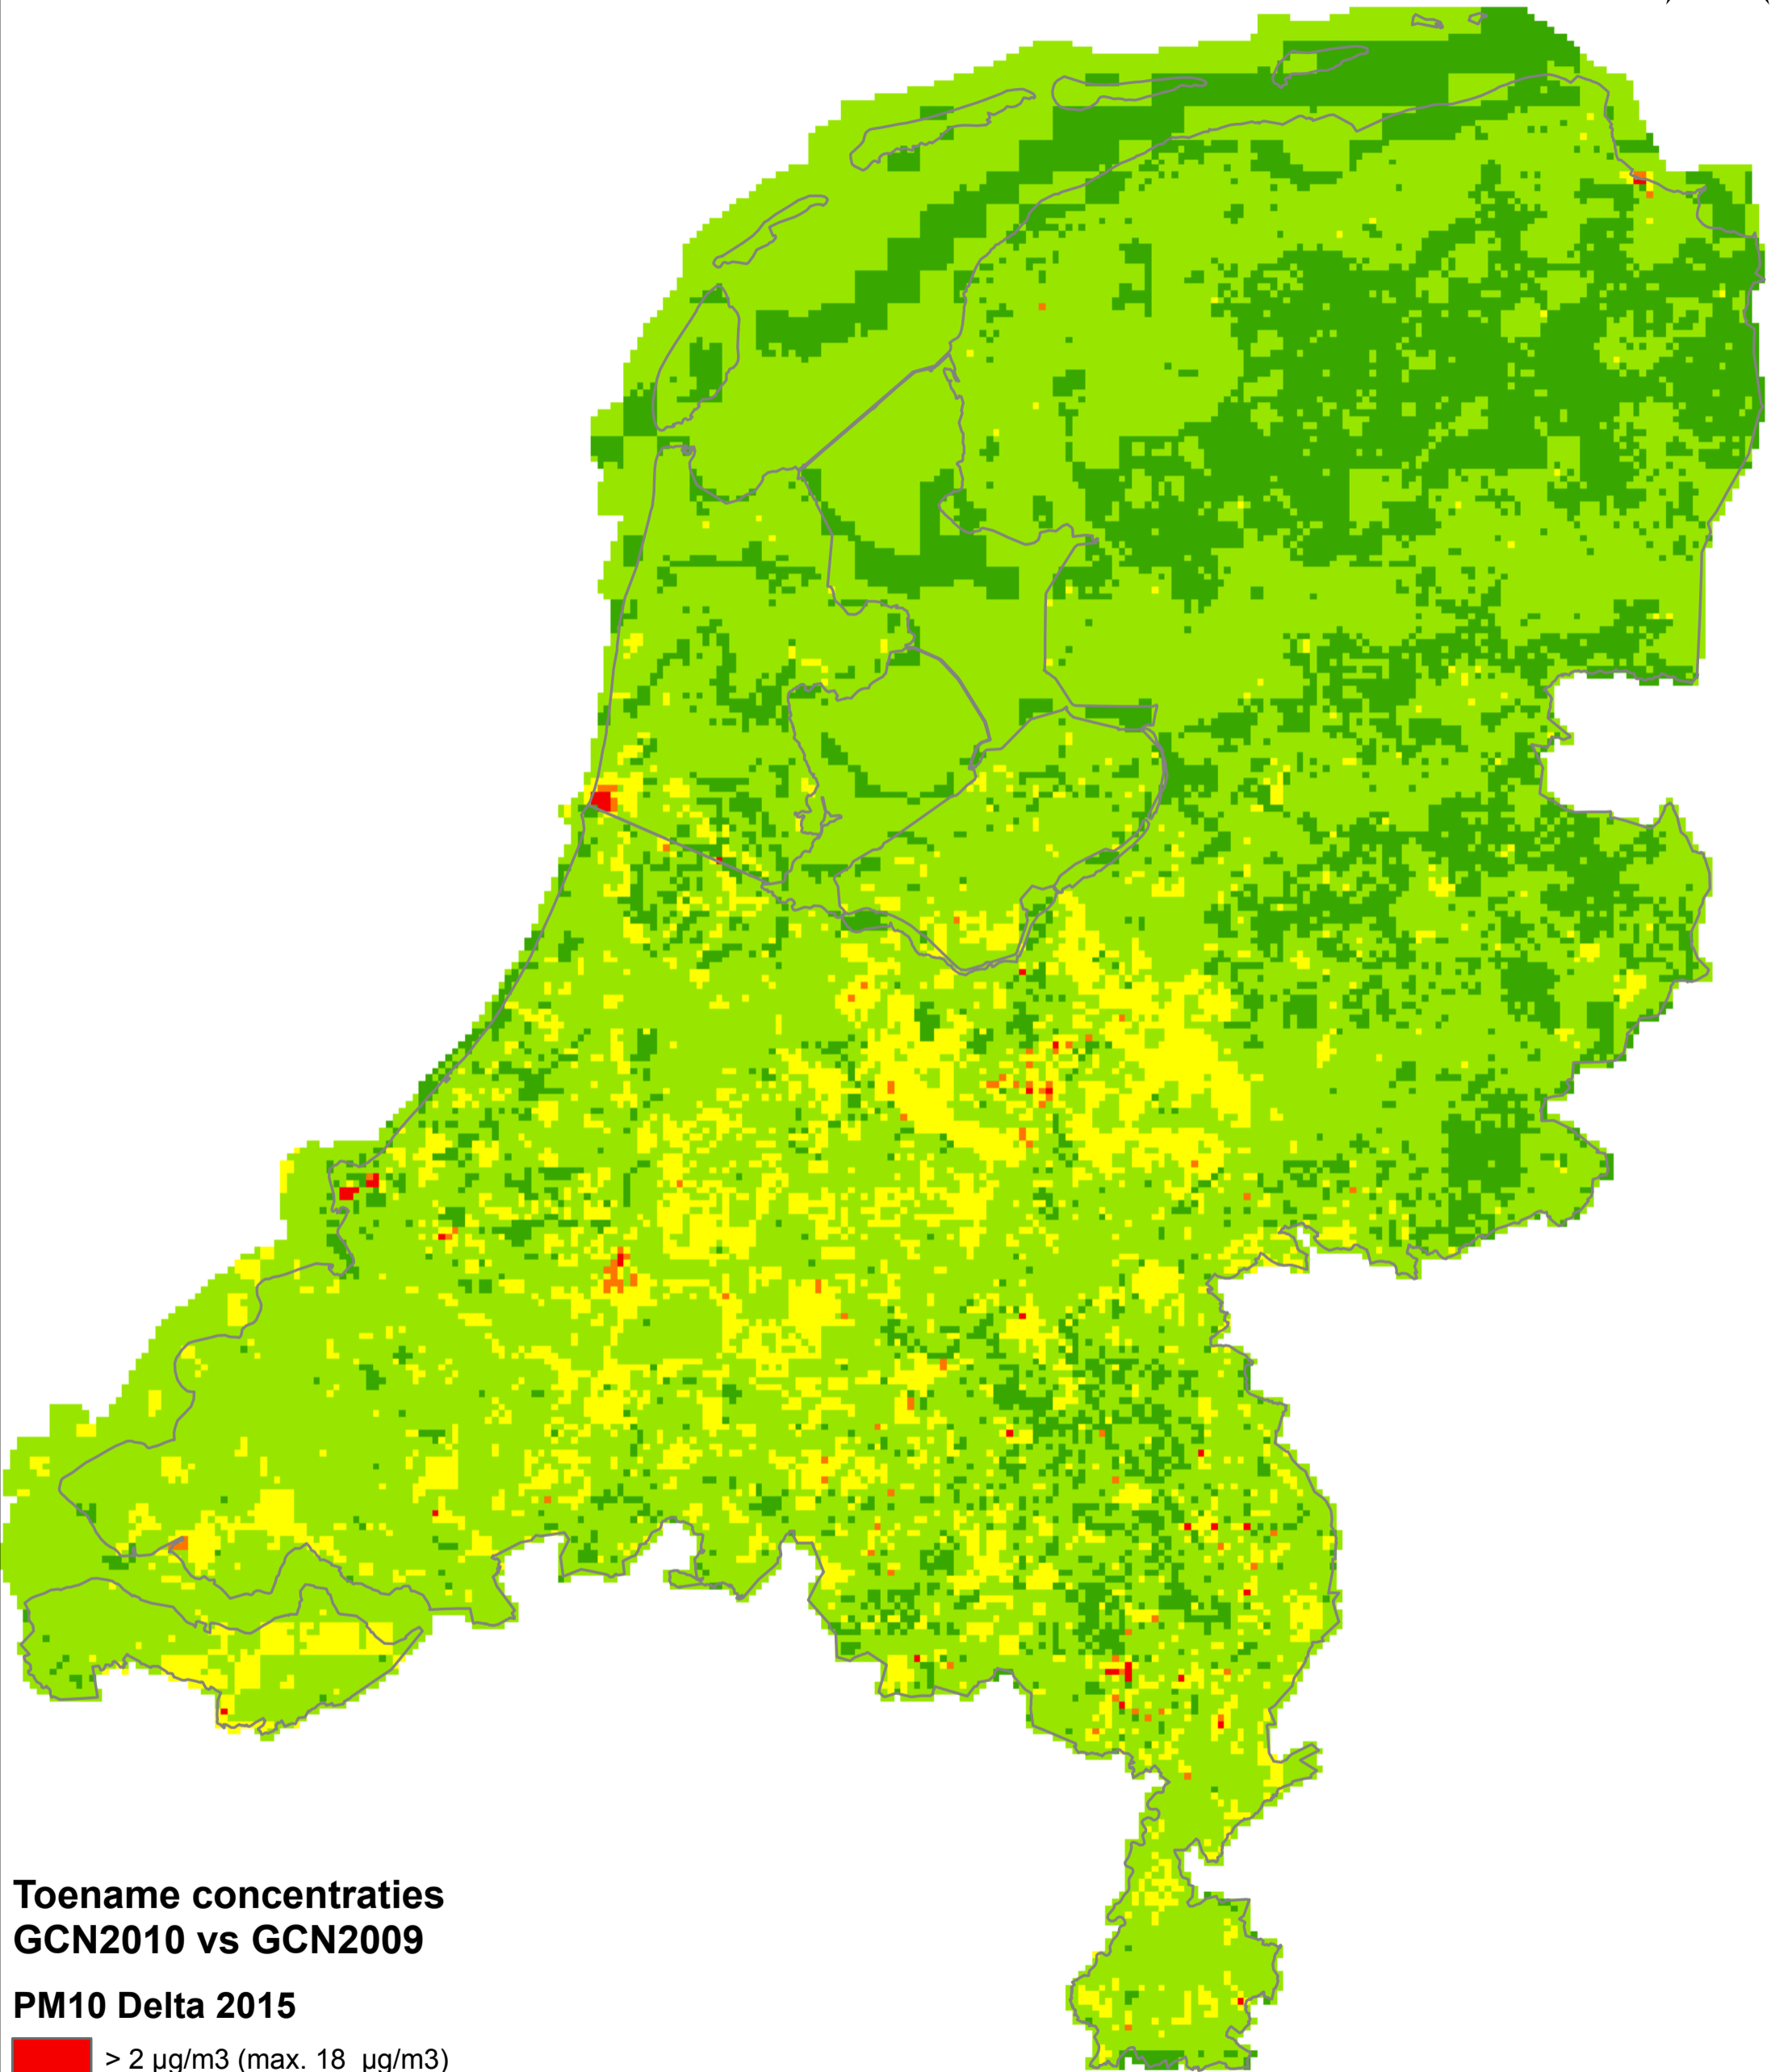 Toename concentraties
GCN2010 vs GCN2009
PM10 Delta 2015
> 2 µg/m3 (max. 18 µg/m3)